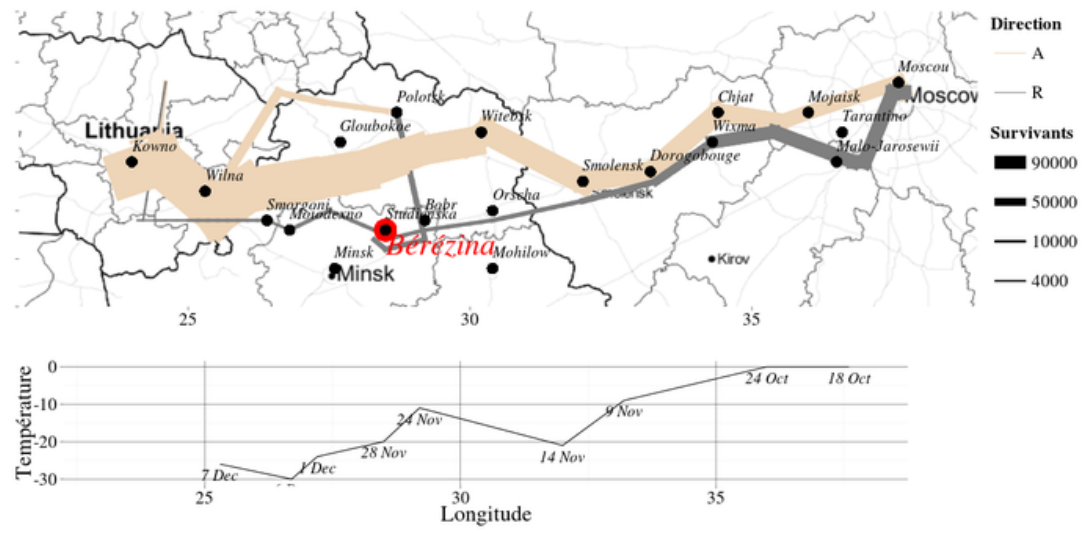 Direction
A
R
Survivants
90000
50000
10000
4000
Moscou
Moscow
Polotsk
Chjat
Mojaisk
Tarantino
Witebsk
Gloubokoe
Wixma
Malo-Jarosewii
Lithuania
Kowno
Dorogobouge
Smolensk
Wilna
Orscha
Smorgoni
Bobr
Molodexno
Studienska
Bérézina
Minsk
Mohilow
Minsk
Kirov
25
30
35
Température
0
-10
-20
-30
24 Oct
18 Oct
9 Nov
24 Nov
14 Nov
28 Nov
1 Dec
7 Dec
25
30
35
Longitude